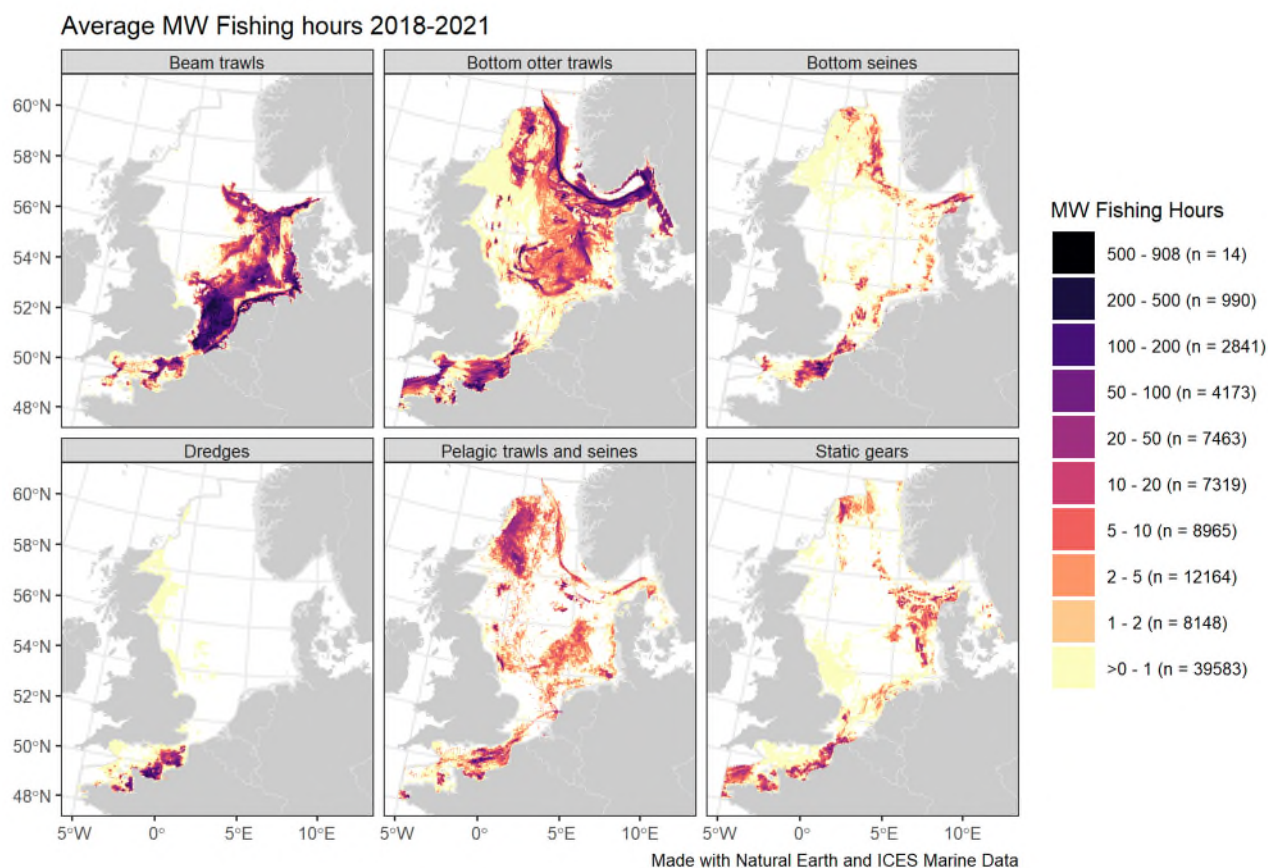 Average MW Fishing hours 2018-2021
Beam trawls
Bottom otter trawls
Bottom seines
60°N
58°N
56°N
54°N
52°N
50°N
48°N
Dredges
Pelagic trawls and seines
Static gears
60°N
58°N
56°N
54°N
52°N
50°N
48°N
5°W 0° 5°E 10°E
5°W 0° 5°E 10°E
5°W 0° 5°E 10°E
MW Fishing Hours
500 - 908 (n = 14)
200 - 500 (n = 990)
100 - 200 (n = 2841)
50 - 100 (n = 4173)
20 - 50 (n = 7463)
10 - 20 (n = 7319)
5 - 10 (n = 8965)
2 - 5 (n = 12164)
1 - 2 (n = 8148)
>0 - 1 (n = 39583)
Made with Natural Earth and ICES Marine Data